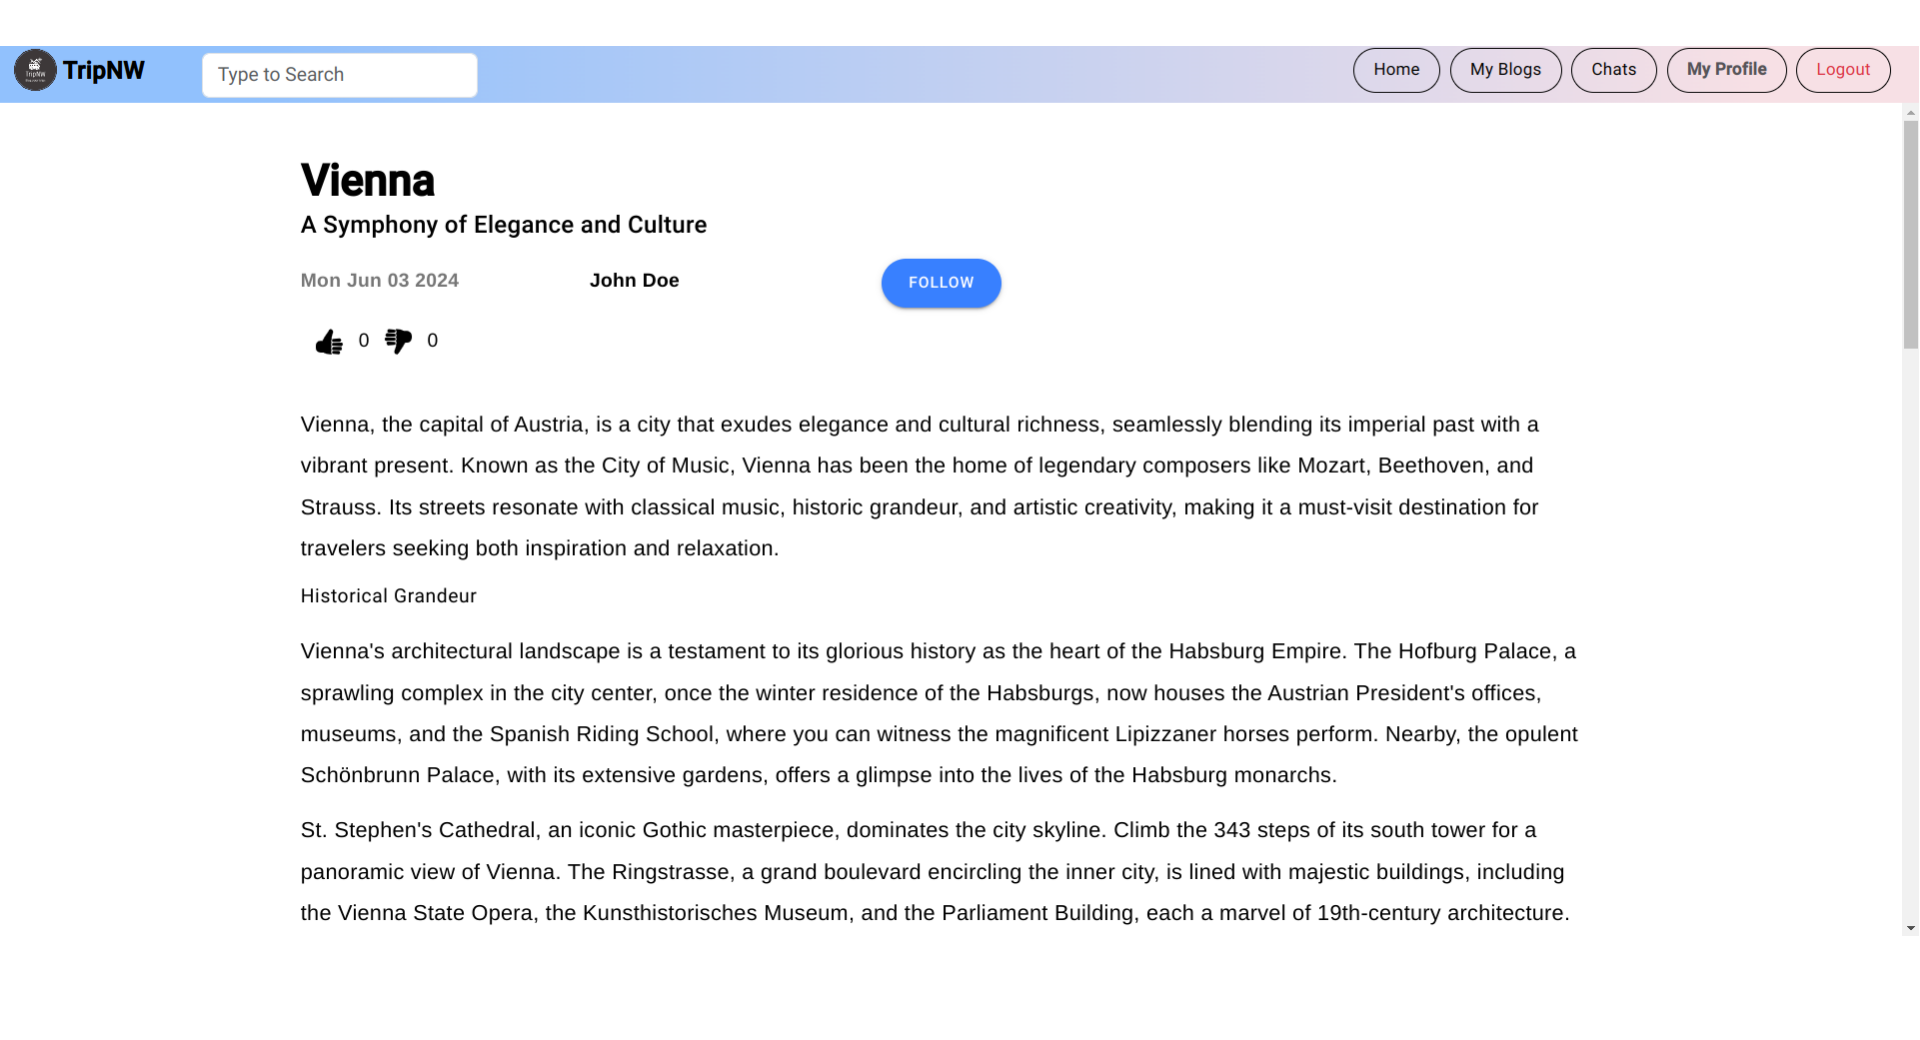 TripNW
TripNW
Type to Search
Home
My Blogs
Chats
My Profile
Logout
Vienna
A Symphony of Elegance and Culture
Mon Jun 03 2024
John Doe
FOLLOW
0
0
Vienna, the capital of Austria, is a city that exudes elegance and cultural richness, seamlessly blending its imperial past with a
vibrant present. Known as the City of Music, Vienna has been the home of legendary composers like Mozart, Beethoven, and
Strauss. Its streets resonate with classical music, historic grandeur, and artistic creativity, making it a must-visit destination for
travelers seeking both inspiration and relaxation.
Historical Grandeur
Vienna's architectural landscape is a testament to its glorious history as the heart of the Habsburg Empire. The Hofburg Palace, a
sprawling complex in the city center, once the winter residence of the Habsburgs, now houses the Austrian President's offices,
museums, and the Spanish Riding School, where you can witness the magnificent Lipizzaner horses perform. Nearby, the opulent
Schönbrunn Palace, with its extensive gardens, offers a glimpse into the lives of the Habsburg monarchs.
St. Stephen's Cathedral, an iconic Gothic masterpiece, dominates the city skyline. Climb the 343 steps of its south tower for a
panoramic view of Vienna. The Ringstrasse, a grand boulevard encircling the inner city, is lined with majestic buildings, including
the Vienna State Opera, the Kunsthistorisches Museum, and the Parliament Building, each a marvel of 19th-century architecture.